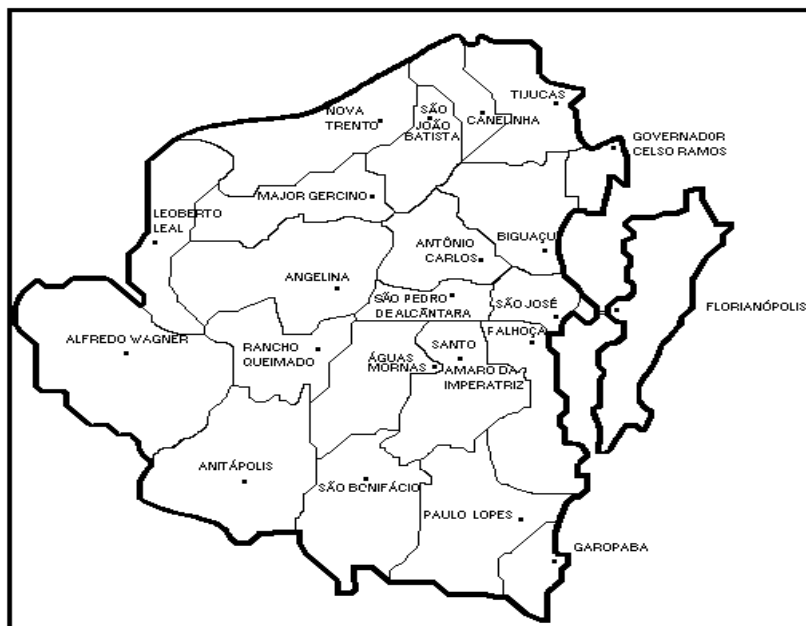 TIJUCAS
NOVA
TRENTO
SÃO
JOÃO
BATISTA
CANELINHA
GOVERNADOR
CELSO RAMOS
MAJOR GERCINO
LEOBERTO
LEAL
BIGUAÇU
ANTÔNIO
CARLOS
ANGELINA
SÃO PEDRO
DE ALCÂNTARA
SÃO JOSÉ
FLORIANÓPOLIS
PALHOÇA
ALFREDO WAGNER
RANCHO
QUEIMADO
ÁGUAS
MORNAS
SANTO
AMARO DA
IMPERATRIZ
ANITÁPOLIS
SÃO BONIFÁCIO
PAULO LOPES
GAROPABA